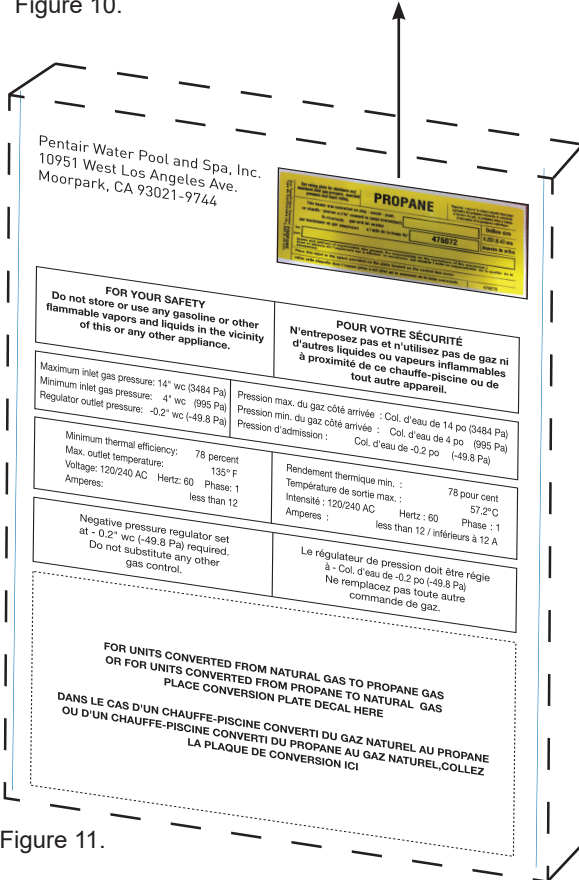 Figure 10.
Pentair Water Pool and Spa, Inc.
10951 West Los Angeles Ave.
Moorpark, CA 93021-9744
PROPANE
476072
FOR YOUR SAFETY
Do not store or use any gasoline or other
flammable vapors and liquids in the vicinity
of this or any other appliance.
POUR VOTRE SÉCURITÉ
N'entreposez pas et n'utilisez pas de gaz ni
d'autres liquides ou vapeurs inflammables
à proximité de ce chauffe-piscine ou de
tout autre appareil.
Maximum inlet gas pressure: 14" wc (3484 Pa)
Minimum inlet gas pressure: 4" wc (995 Pa)
Regulator outlet pressure: -0.2" wc (-49.8 Pa)
Pression max. du gaz côté arrivée : Col. d'eau de 14 po (3484 Pa)
Pression min. du gaz côté arrivée : Col. d'eau de 4 po (995 Pa)
Pression d'admission : Col. d'eau de -0.2 po (-49.8 Pa)
Minimum thermal efficiency: 78 percent
Max. outlet temperature: 135° F
Voltage: 120/240 AC Hertz: 60 Phase: 1
Amperes: less than 12
Rendement thermique min. : 78 pour cent
Température de sortie max. : 57.2°C
Intensité : 120/240 AC Hertz : 60 Phase : 1
Amperes : less than 12 / inférieurs à 12 A
Negative pressure regulator set
at - 0.2" wc (-49.8 Pa) required.
Do not substitute any other
gas control.
Le régulateur de pression doit être régie
à - Col. d'eau de -0.2 po (-49.8 Pa)
Ne remplacez pas toute autre
commande de gaz.
FOR UNITS CONVERTED FROM NATURAL GAS TO PROPANE GAS
OR FOR UNITS CONVERTED FROM PROPANE TO NATURAL GAS
PLACE CONVERSION PLATE DECAL HERE
DANS LE CAS D'UN CHAUFFE-PISCINE CONVERTI DU GAZ NATUREL AU PROPANE
OU D'UN CHAUFFE-PISCINE CONVERTI DU PROPANE AU GAZ NATUREL,COLLEZ
LA PLAQUE DE CONVERSION ICI
Figure 11.